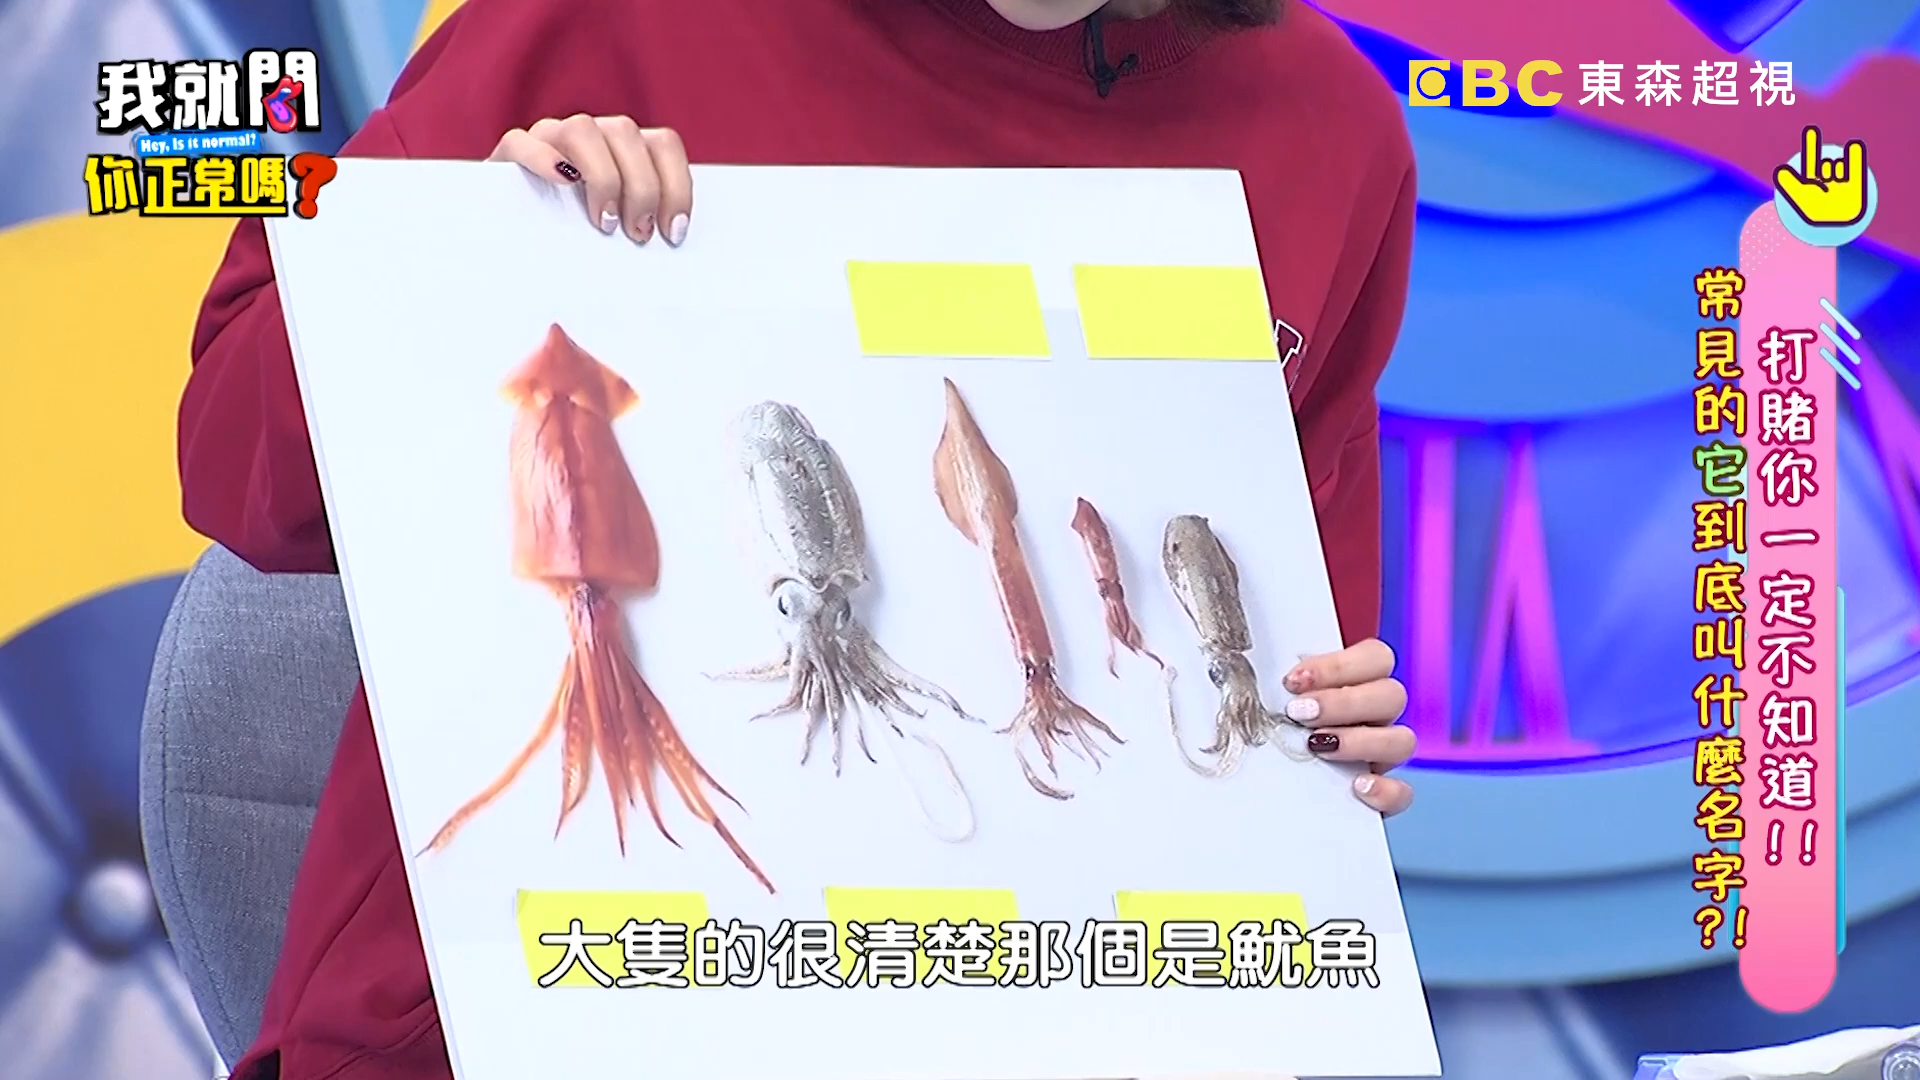 我就問
Hey, is it normal?
你正常嗎?
EBC 東森超視
打賭你一定不知道!!
常見的它到底叫什麼名字?!
大隻的很清楚那個是魷魚